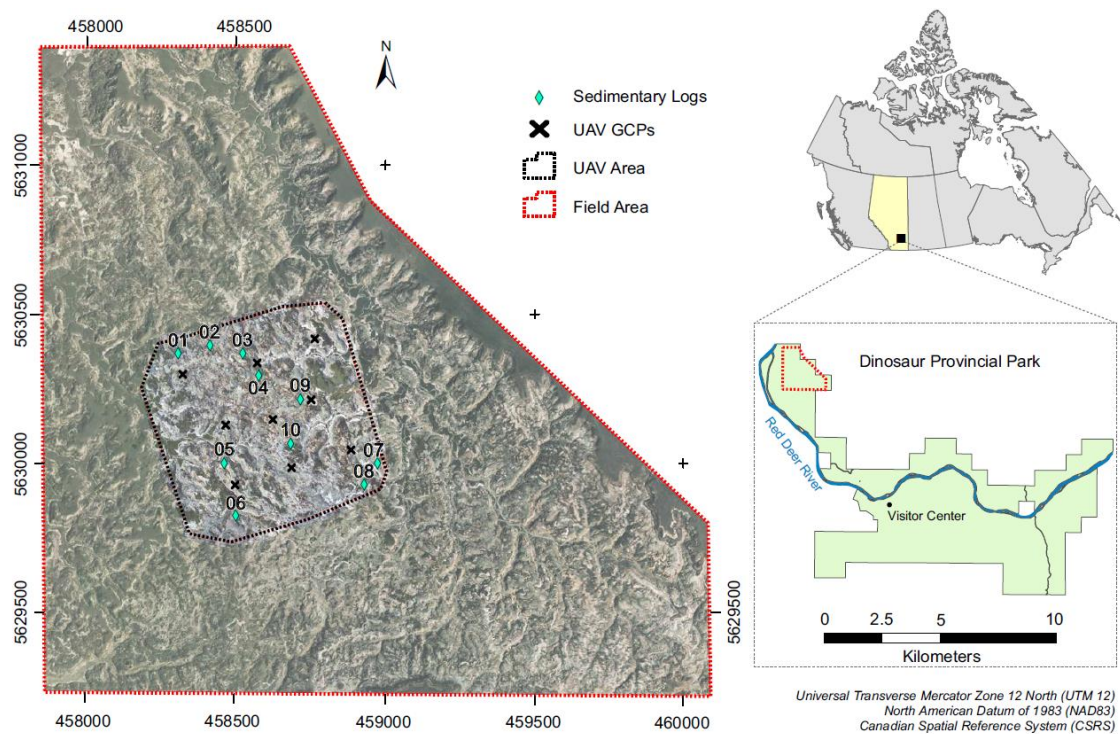 458000
458500
N
Sedimentary Logs
UAV GCPs
UAV Area
Field Area
5631000
5630500
5630000
5629500
01
02
03
04
09
10
05
07
08
06
5629500
458000
458500
459000
459500
460000
Dinosaur Provincial Park
Red Deer River
Visitor Center
0
2.5
5
10
Kilometers
Universal Transverse Mercator Zone 12 North (UTM 12)
North American Datum of 1983 (NAD83)
Canadian Spatial Reference System (CSRS)